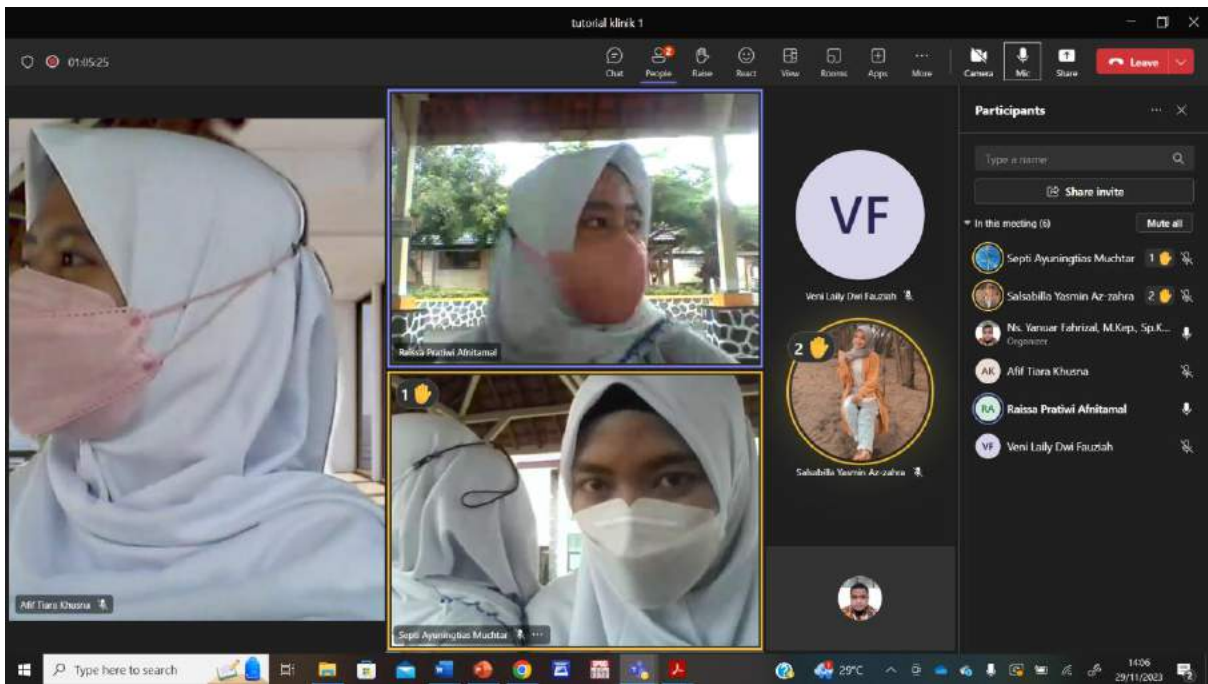 tutorial klinik 1
01:05:25
Chat
People
2
Raise
React
View
Rooms
Apps
More
Camera
Mic
Share
Leave
Raissa Pratiwi Afnitamal
Afif Tiara Khusna
1
Septi Ayuningtias Muchtar
VF
Veni Laily Dwi Fauziah
2
Salsabilla Yasmin Az-zahra
Participants
Type a name
Share invite
In this meeting (6)
Mute all
Septi Ayuningtias Muchtar 1
Salsabilla Yasmin Az-zahra 2
Ns. Yanuar Fahrizal, M.Kep., Sp.K...
Organizer
AK Afif Tiara Khusna
RA Raissa Pratiwi Afnitamal
VF Veni Laily Dwi Fauziah
Type here to search
29°C
14:06
29/11/2023
2